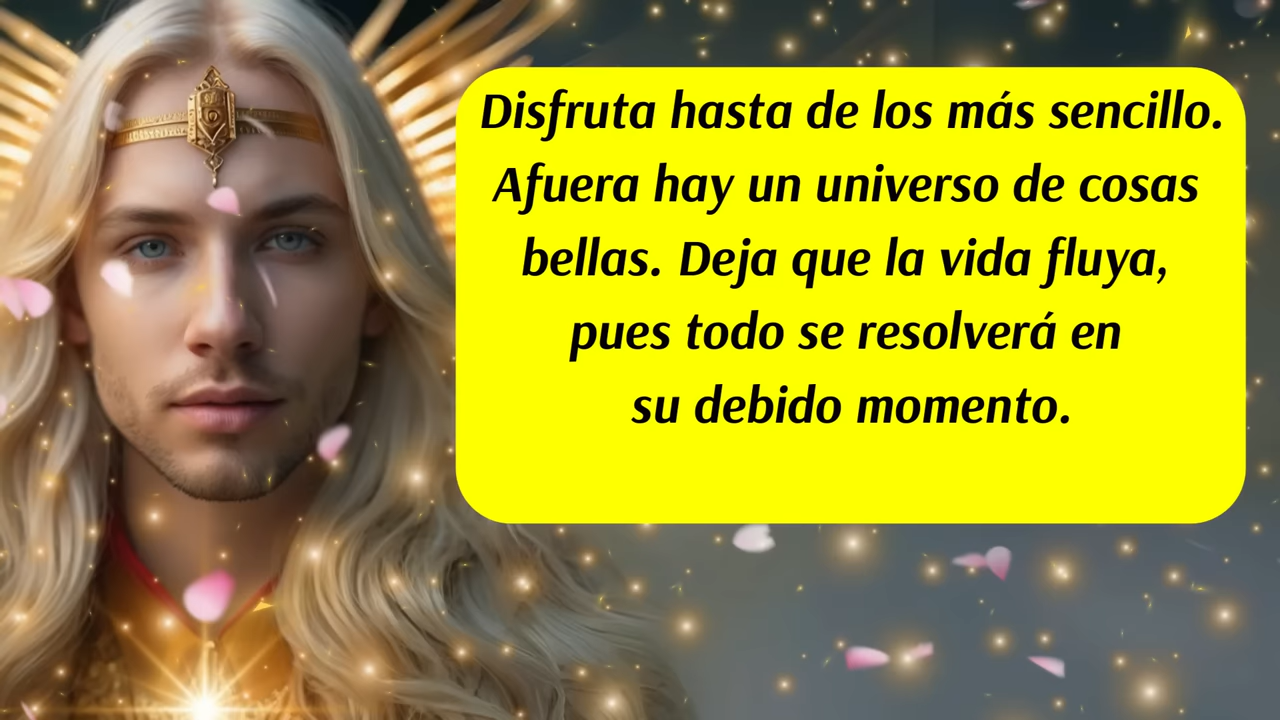 Disfruta hasta de los más sencillo.
Afuera hay un universo de cosas
bellas. Deja que la vida fluya,
pues todo se resolverá en
su debido momento.